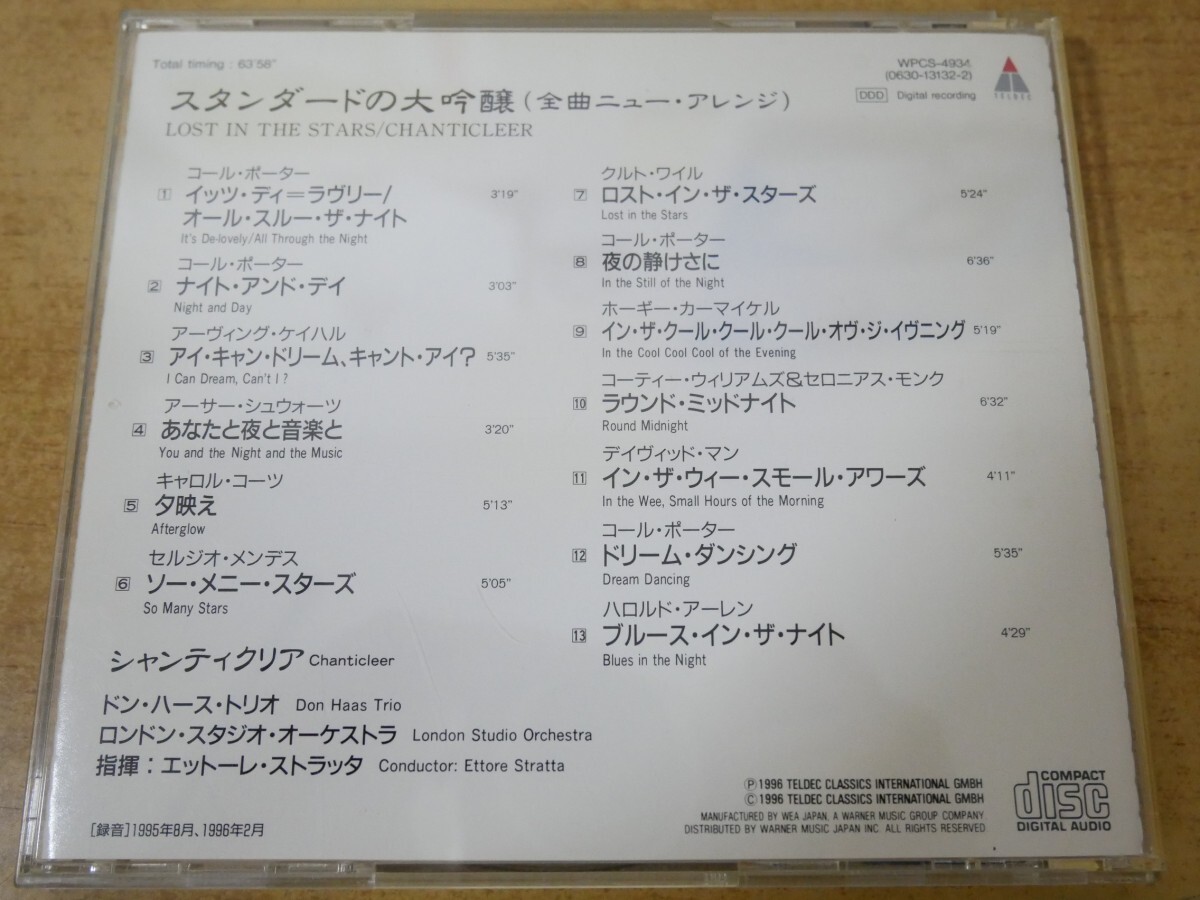 Total timing : 63'58"
WPCS-4934
(0630-13132-2)
DDD Digital recording
TELDEC
スタンダードの大吟醸(全曲ニュー・アレンジ)
LOST IN THE STARS/CHANTICLEER
コール・ポーター
1 イッツ・ディ=ラヴリー/ 3'19"
オール・スルー・ザ・ナイト
It's De-lovely/All Through the Night
コール・ポーター
2 ナイト・アンド・デイ 3'03"
Night and Day
アーヴィング・ケイハル
3 アイ・キャン・ドリーム、キャント・アイ? 5'35"
I Can Dream, Can't I?
アーサー・シュウォーツ
4 あなたと夜と音楽と 3'20"
You and the Night and the Music
キャロル・コーツ
5 夕映え 5'13"
Afterglow
セルジオ・メンデス
6 ソー・メニー・スターズ 5'05"
So Many Stars
クルト・ワイル
7 ロスト・イン・ザ・スターズ 5'24"
Lost in the Stars
コール・ポーター
8 夜の静けさに 6'36"
In the Still of the Night
ホーギー・カーマイケル
9 イン・ザ・クール・クール・クール・オヴ・ジ・イヴニング 5'19"
In the Cool Cool Cool of the Evening
コーティー・ウィリアムズ&セロニアス・モンク
10 ラウンド・ミッドナイト 6'32"
Round Midnight
デイヴィッド・マン
11 イン・ザ・ウィー・スモール・アワーズ 4'11"
In the Wee, Small Hours of the Morning
コール・ポーター
12 ドリーム・ダンシング 5'35"
Dream Dancing
ハロルド・アーレン
13 ブルース・イン・ザ・ナイト 4'29"
Blues in the Night
シャンティクリア Chanticleer
ドン・ハース・トリオ Don Haas Trio
ロンドン・スタジオ・オーケストラ London Studio Orchestra
指揮:エットーレ・ストラッタ Conductor: Ettore Stratta
[録音]1995年8月、1996年2月
Ⓟ1996 TELDEC CLASSICS INTERNATIONAL GMBH
Ⓒ1996 TELDEC CLASSICS INTERNATIONAL GMBH
MANUFACTURED BY WEA JAPAN, A WARNER MUSIC GROUP COMPANY
DISTRIBUTED BY WARNER MUSIC JAPAN INC. ALL RIGHTS RESERVED
COMPACT
disc
DIGITAL AUDIO